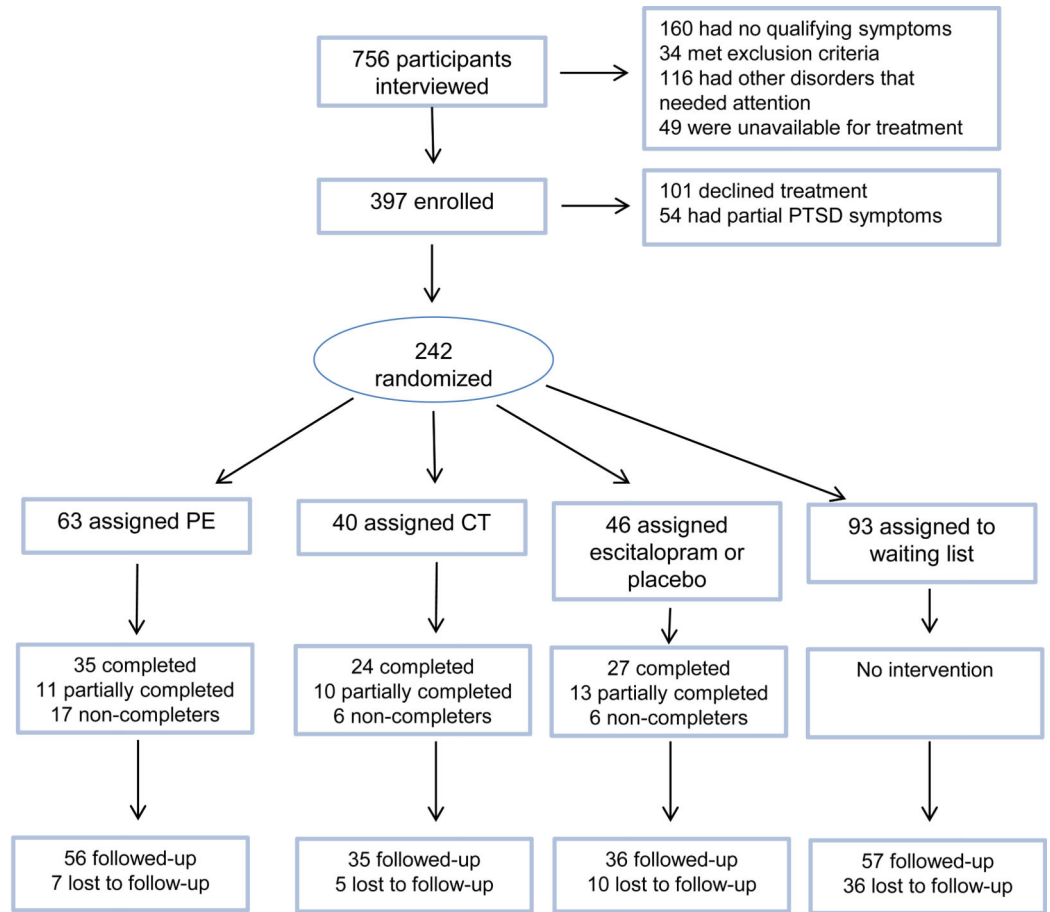 756 participants
interviewed
160 had no qualifying symptoms
34 met exclusion criteria
116 had other disorders that
needed attention
49 were unavailable for treatment
397 enrolled
101 declined treatment
54 had partial PTSD symptoms
242
randomized
63 assigned PE
40 assigned CT
46 assigned
escitalopram or
placebo
93 assigned to
waiting list
35 completed
11 partially completed
17 non-completers
24 completed
10 partially completed
6 non-completers
27 completed
13 partially completed
6 non-completers
No intervention
56 followed-up
7 lost to follow-up
35 followed-up
5 lost to follow-up
36 followed-up
10 lost to follow-up
57 followed-up
36 lost to follow-up